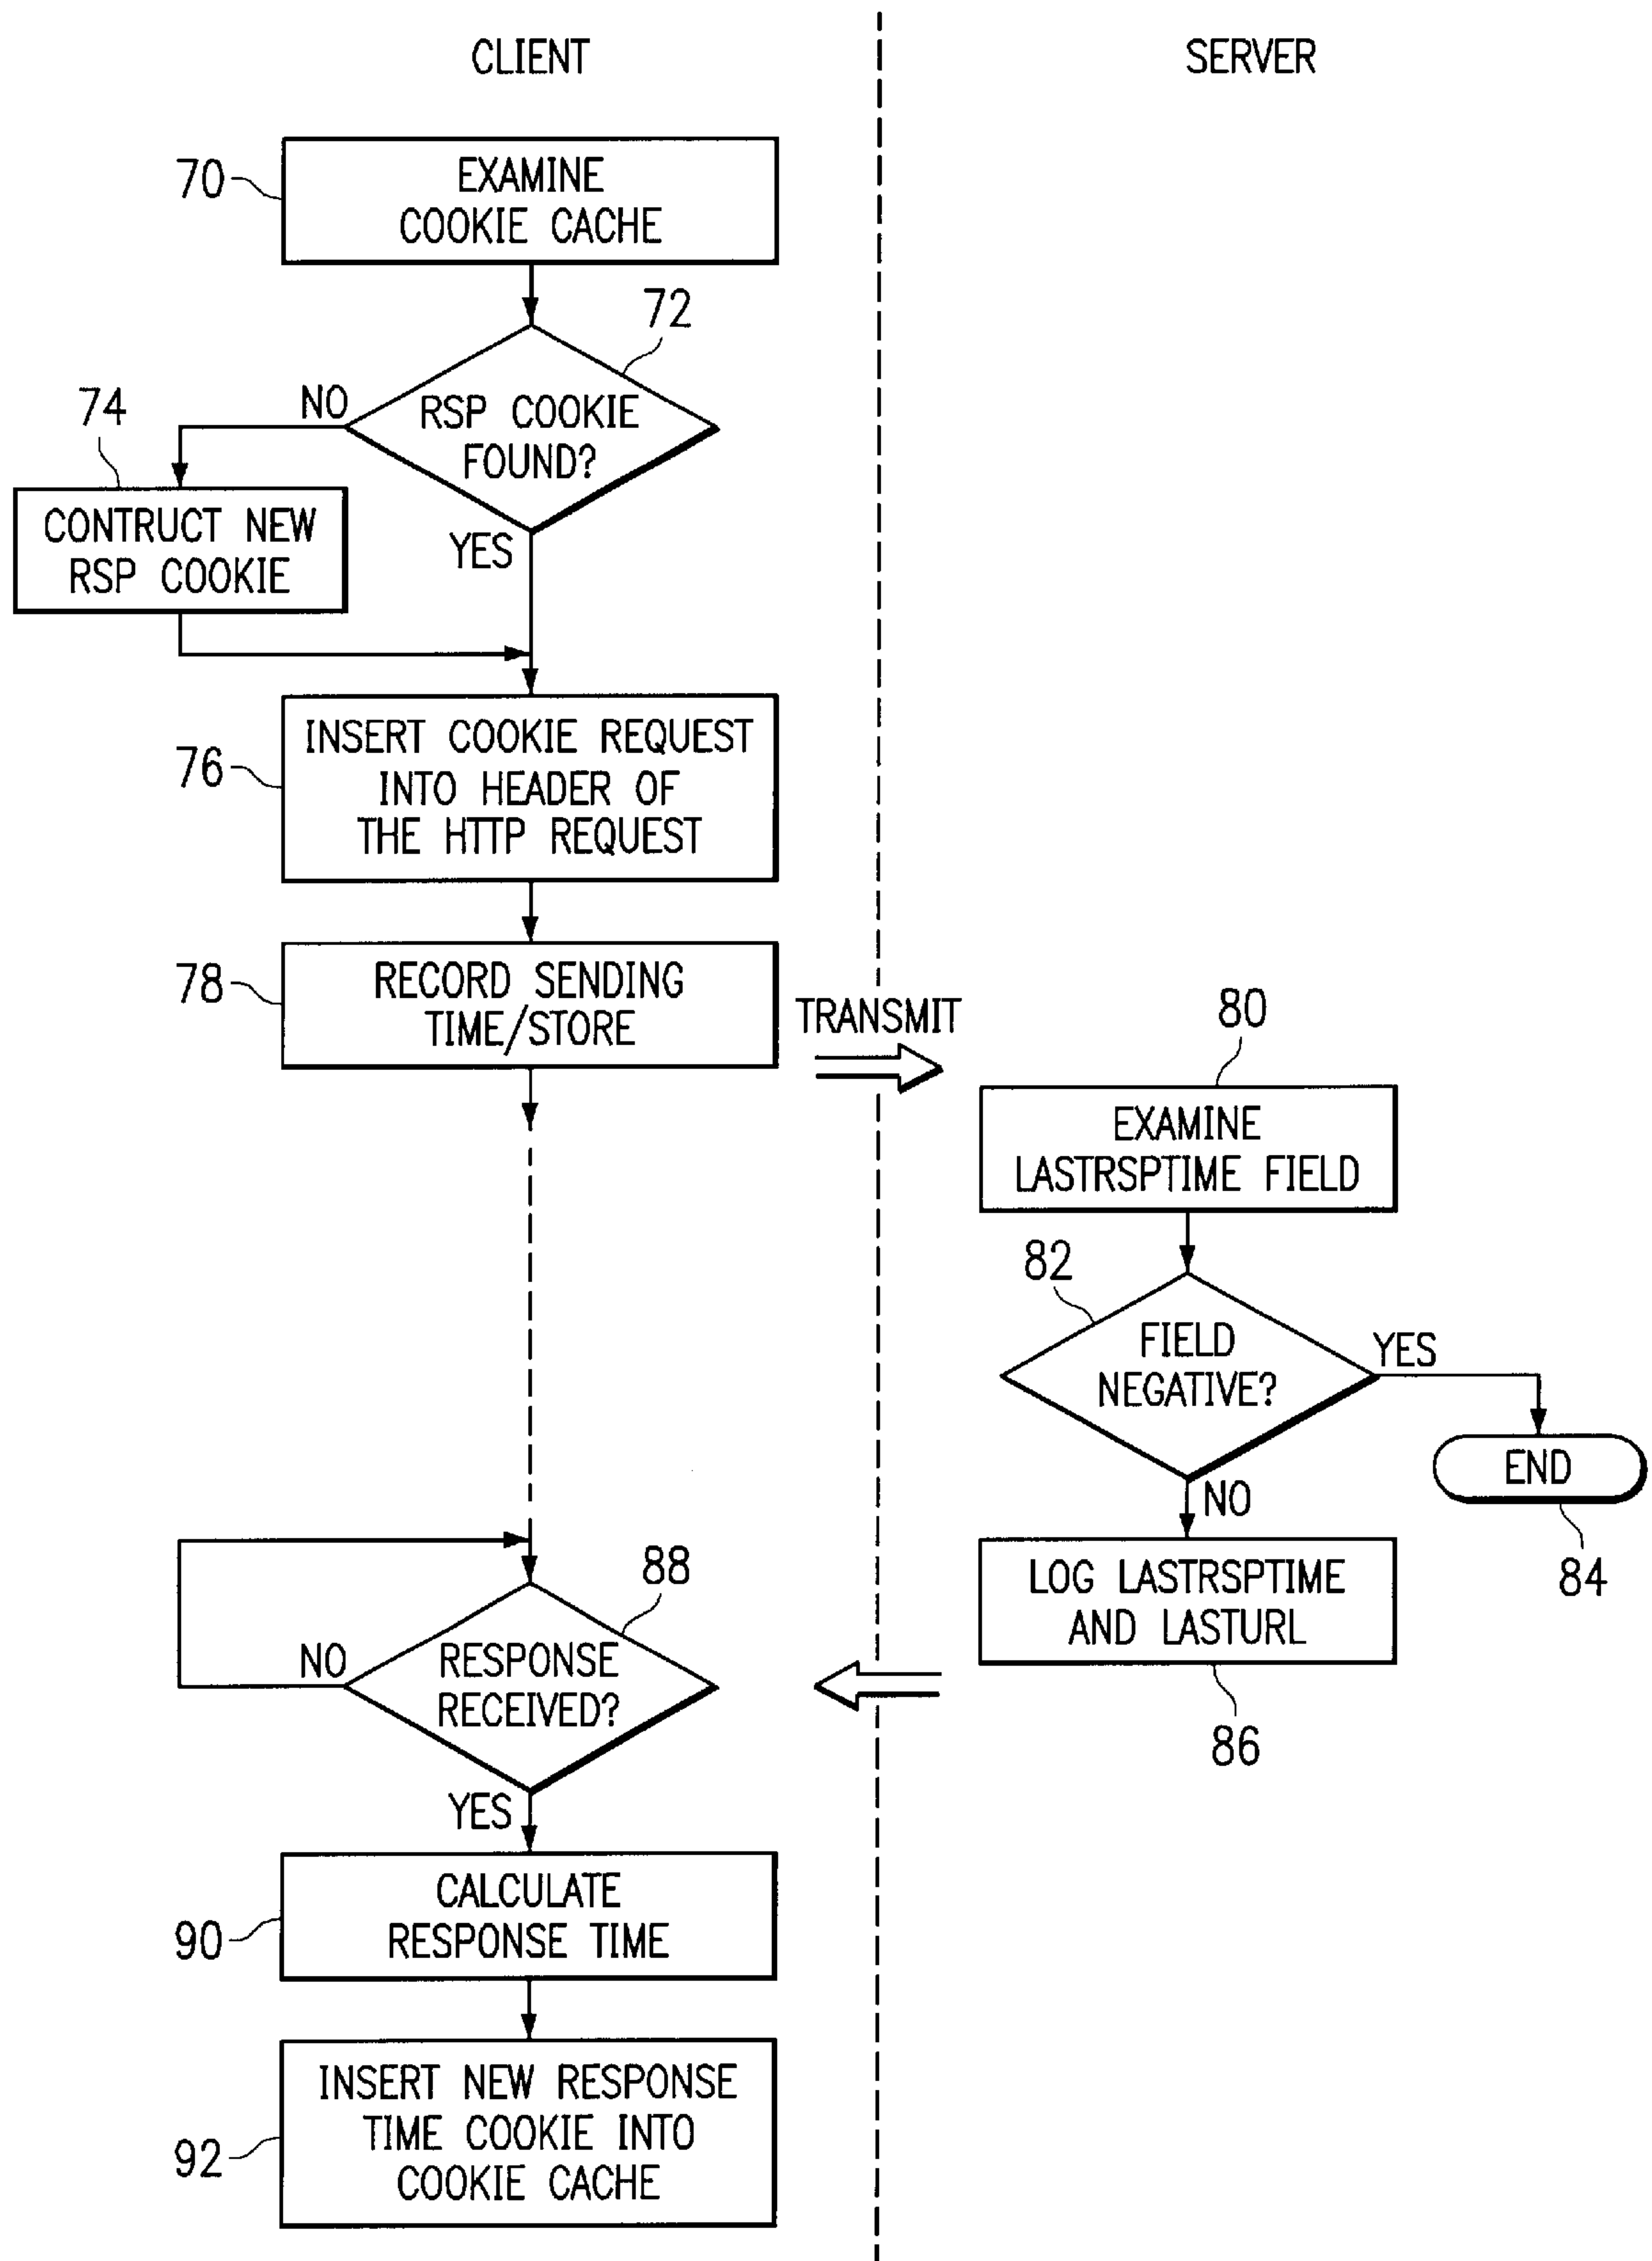 CLIENT
SERVER
70
EXAMINE
COOKIE CACHE
72
RSP COOKIE
FOUND?
NO
YES
74
CONTRUCT NEW
RSP COOKIE
76
INSERT COOKIE REQUEST
INTO HEADER OF
THE HTTP REQUEST
78
RECORD SENDING
TIME/STORE
TRANSMIT
80
EXAMINE
LASTRSPTIME FIELD
82
FIELD
NEGATIVE?
YES
END
84
NO
LOG LASTRSPTIME
AND LASTURL
86
88
RESPONSE
RECEIVED?
NO
YES
90
CALCULATE
RESPONSE TIME
92
INSERT NEW RESPONSE
TIME COOKIE INTO
COOKIE CACHE